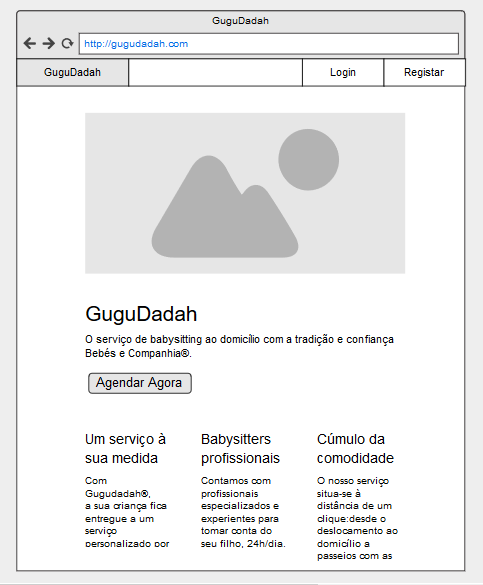 GuguDadah
http://gugudadah.com
GuguDadah
Login
Registar
GuguDadah
O serviço de babysitting ao domicílio com a tradição e confiança
Bebés e Companhia®.
Agendar Agora
Um serviço à
sua medida
Com
Gugudadah®,
a sua criança fica
entregue a um
serviço
personalizado por
Babysitters
profissionais
Contamos com
profissionais
especializados e
experientes para
tomar conta do
seu filho, 24h/dia.
Cúmulo da
comodidade
O nosso serviço
situa-se à
distância de um
clique:desde o
deslocamento ao
domicílio a
passeios com as